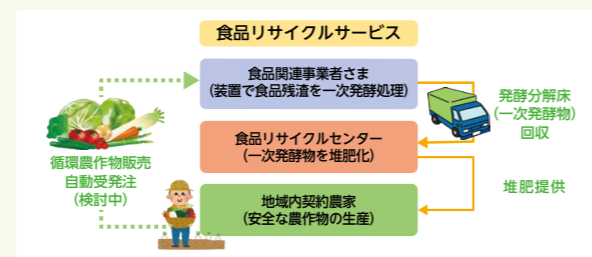 食品リサイクルサービス
食品関連事業者さま
(装置で食品残渣を一次発酵処理)
発酵分解床
(一次発酵物)
回収
食品リサイクルセンター
(一次発酵物を堆肥化)
循環農作物販売
自動受発注
(検討中)
堆肥提供
地域内契約農家
(安全な農作物の生産)